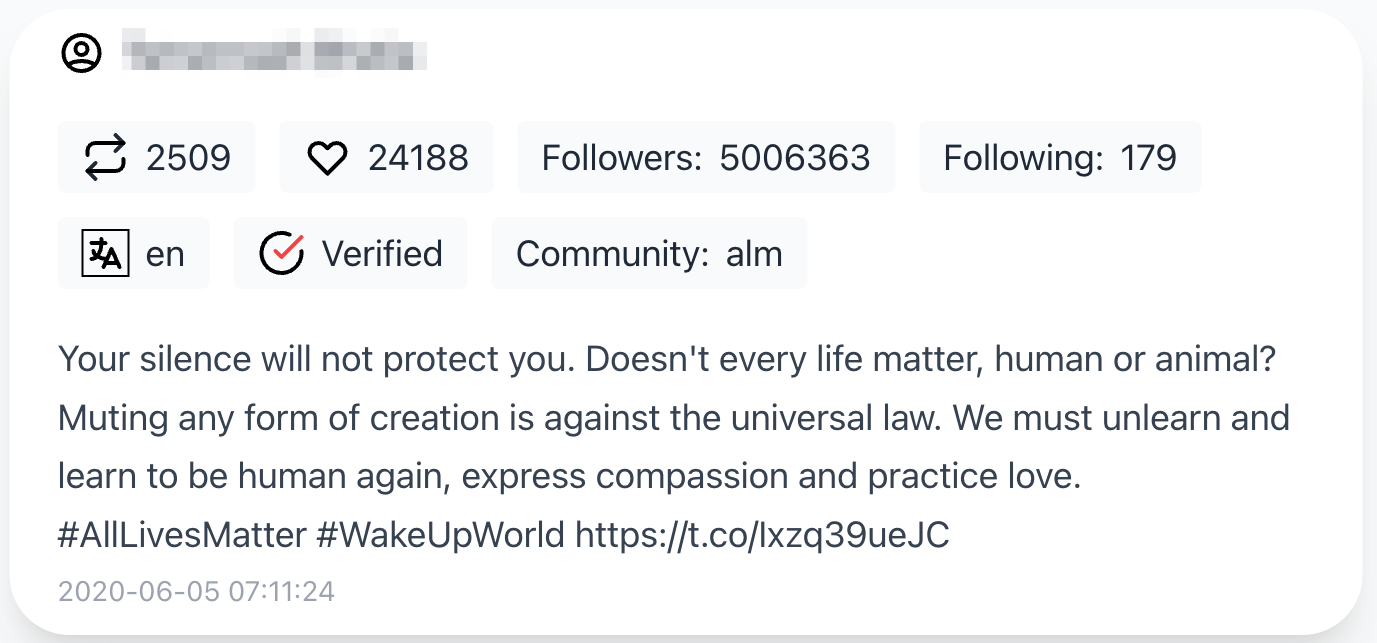 2509 24188 Followers: 5006363 Following: 179
en Verified Community: alm
Your silence will not protect you. Doesn't every life matter, human or animal?
Muting any form of creation is against the universal law. We must unlearn and
learn to be human again, express compassion and practice love.
#AllLivesMatter #WakeUpWorld https://t.co/Ixzq39ueJC
2020-06-05 07:11:24